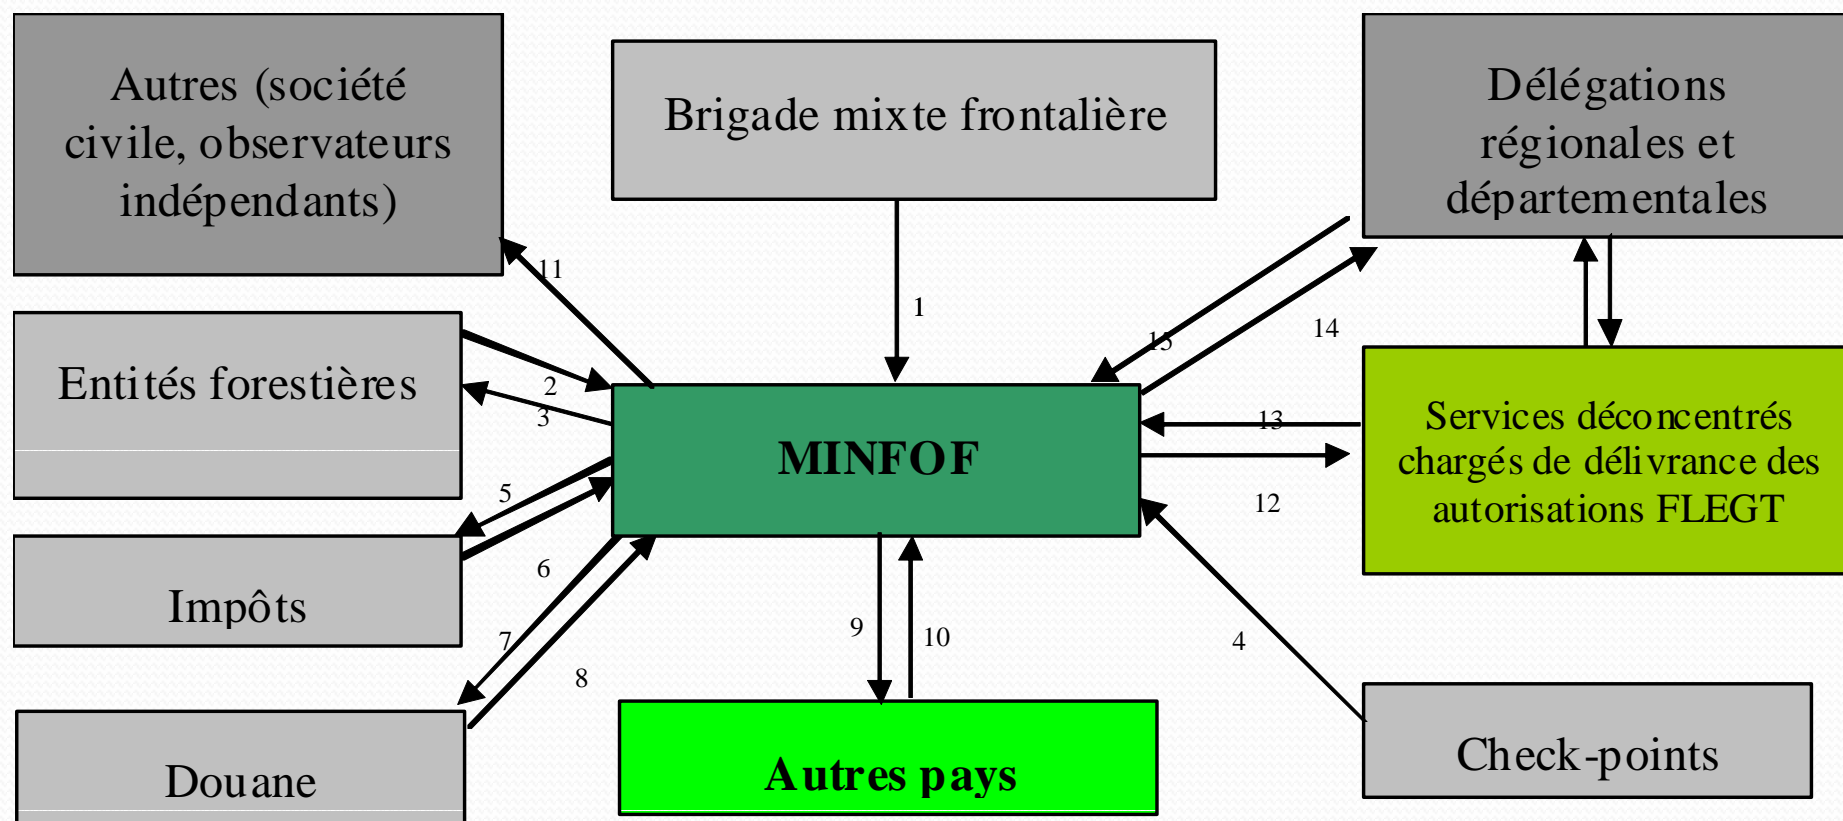 Autres (société
civile, observateurs
indépendants)
Brigade mixte frontalière
Délégations
régionales et
départementales
11
1
15
14
Entités forestières
2
3
MINFOF
13
12
Services déconcentrés
chargés de délivrance des
autorisations FLEGT
5
6
Impôts
7
8
9
10
4
Douane
Autres pays
Check-points